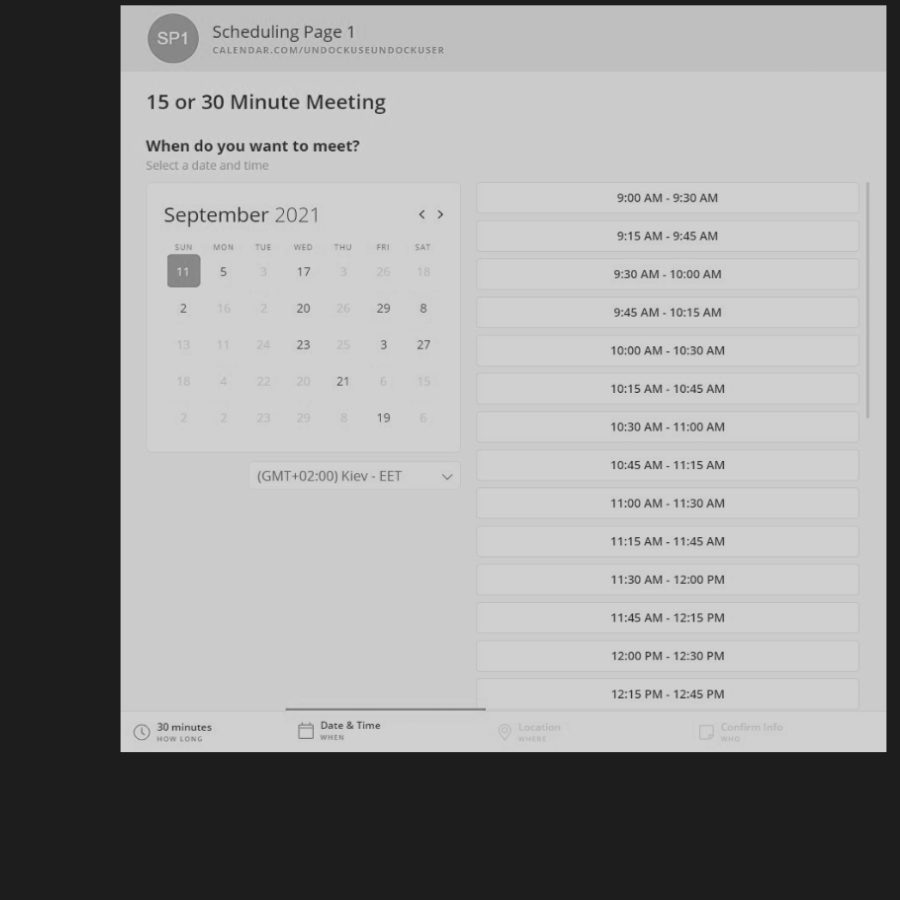 SP1
Scheduling Page 1
CALENDAR.COM/UNDOCKUSEUNDOCKUSER
15 or 30 Minute Meeting
When do you want to meet?
Select a date and time
September 2021
SUN MON TUE WED THU FRI SAT
11 5 3 17 3 26 18
2 16 2 20 26 29 8
13 11 24 23 25 3 27
18 4 22 20 21 6 15
2 2 23 29 8 19 6
(GMT+02:00) Kiev - EET
9:00 AM - 9:30 AM
9:15 AM - 9:45 AM
9:30 AM - 10:00 AM
9:45 AM - 10:15 AM
10:00 AM - 10:30 AM
10:15 AM - 10:45 AM
10:30 AM - 11:00 AM
10:45 AM - 11:15 AM
11:00 AM - 11:30 AM
11:15 AM - 11:45 AM
11:30 AM - 12:00 PM
11:45 AM - 12:15 PM
12:00 PM - 12:30 PM
12:15 PM - 12:45 PM
30 minutes
HOW LONG
Date & Time
WHEN
Location
WHERE
Confirm Info
WHO